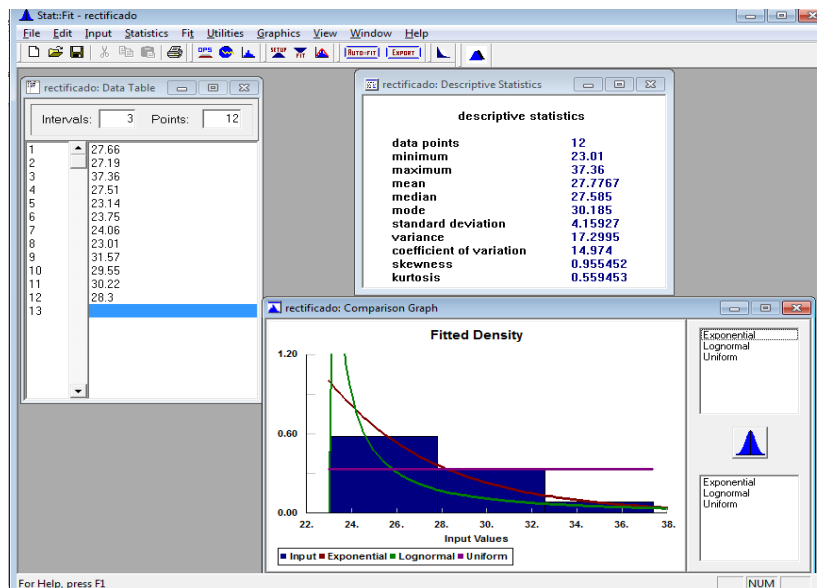 Stat::Fit - rectificado
File Edit Input Statistics Fit Utilities Graphics View Window Help
DPS SETUP FIT AUTO::FIT EXPORT
rectificado: Data Table
Intervals: 3 Points: 12
1 27.66
2 27.19
3 37.36
4 27.51
5 23.14
6 23.75
7 24.06
8 23.01
9 31.57
10 29.55
11 30.22
12 28.3
13
rectificado: Descriptive Statistics
descriptive statistics
data points 12
minimum 23.01
maximum 37.36
mean 27.7767
median 27.585
mode 30.185
standard deviation 4.15927
variance 17.2995
coefficient of variation 14.974
skewness 0.955452
kurtosis 0.559453
rectificado: Comparison Graph
Fitted Density
1.20
0.60
0.00
22. 24. 26. 28. 30. 32. 34. 36. 38.
Input Values
Input Exponential Lognormal Uniform
Exponential
Lognormal
Uniform
Exponential
Lognormal
Uniform
For Help, press F1
NUM